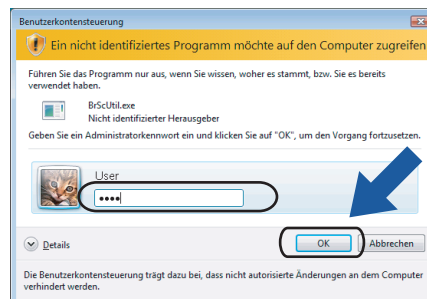 Benutzerkontensteuerung
Ein nicht identifiziertes Programm möchte auf den Computer zugreifen
Führen Sie das Programm nur aus, wenn Sie wissen, woher es stammt, bzw. Sie es bereits
verwendet haben.
BrScUtil.exe
Nicht identifizierter Herausgeber
Geben Sie ein Administratorkennwort ein und klicken Sie auf "OK", um den Vorgang fortzusetzen.
User
••••
Details
OK
Abbrechen
Die Benutzerkontensteuerung trägt dazu bei, dass nicht autorisierte Änderungen an dem Computer
verhindert werden.